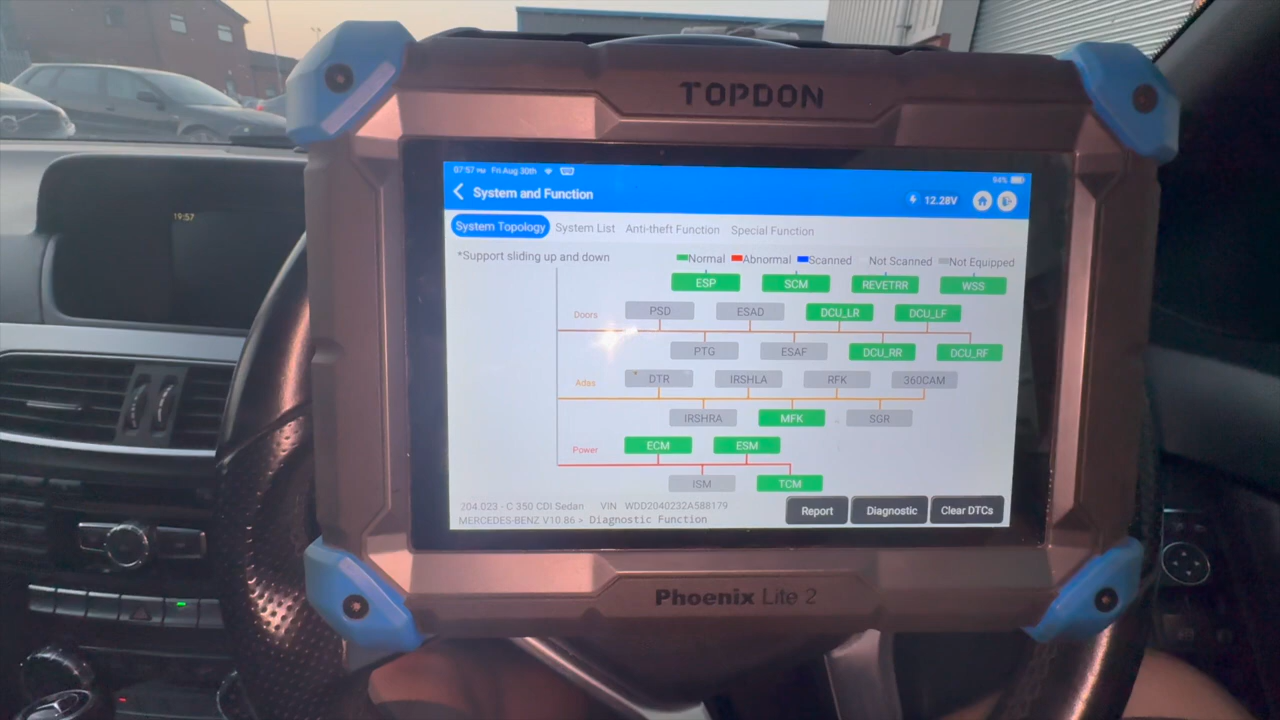 TOPDON
07:57 PM Fri Aug 30th
94%
System and Function
12.28V
19:57
System Topology System List Anti-theft Function Special Function
*Support sliding up and down
Normal Abnormal Scanned Not Scanned Not Equipped
ESP SCM REVETRR WSS
Doors PSD ESAD DCU_LR DCU_LF
PTG ESAF DCU_RR DCU_RF
Adas DTR IRSHLA RFK 360CAM
IRSHRA MFK SGR
Power ECM ESM
ISM TCM
204.023 - C 350 CDI Sedan VIN WDD2040232A588179
MERCEDES-BENZ V10.86 > Diagnostic Function
Report Diagnostic Clear DTCs
Phoenix Lite 2